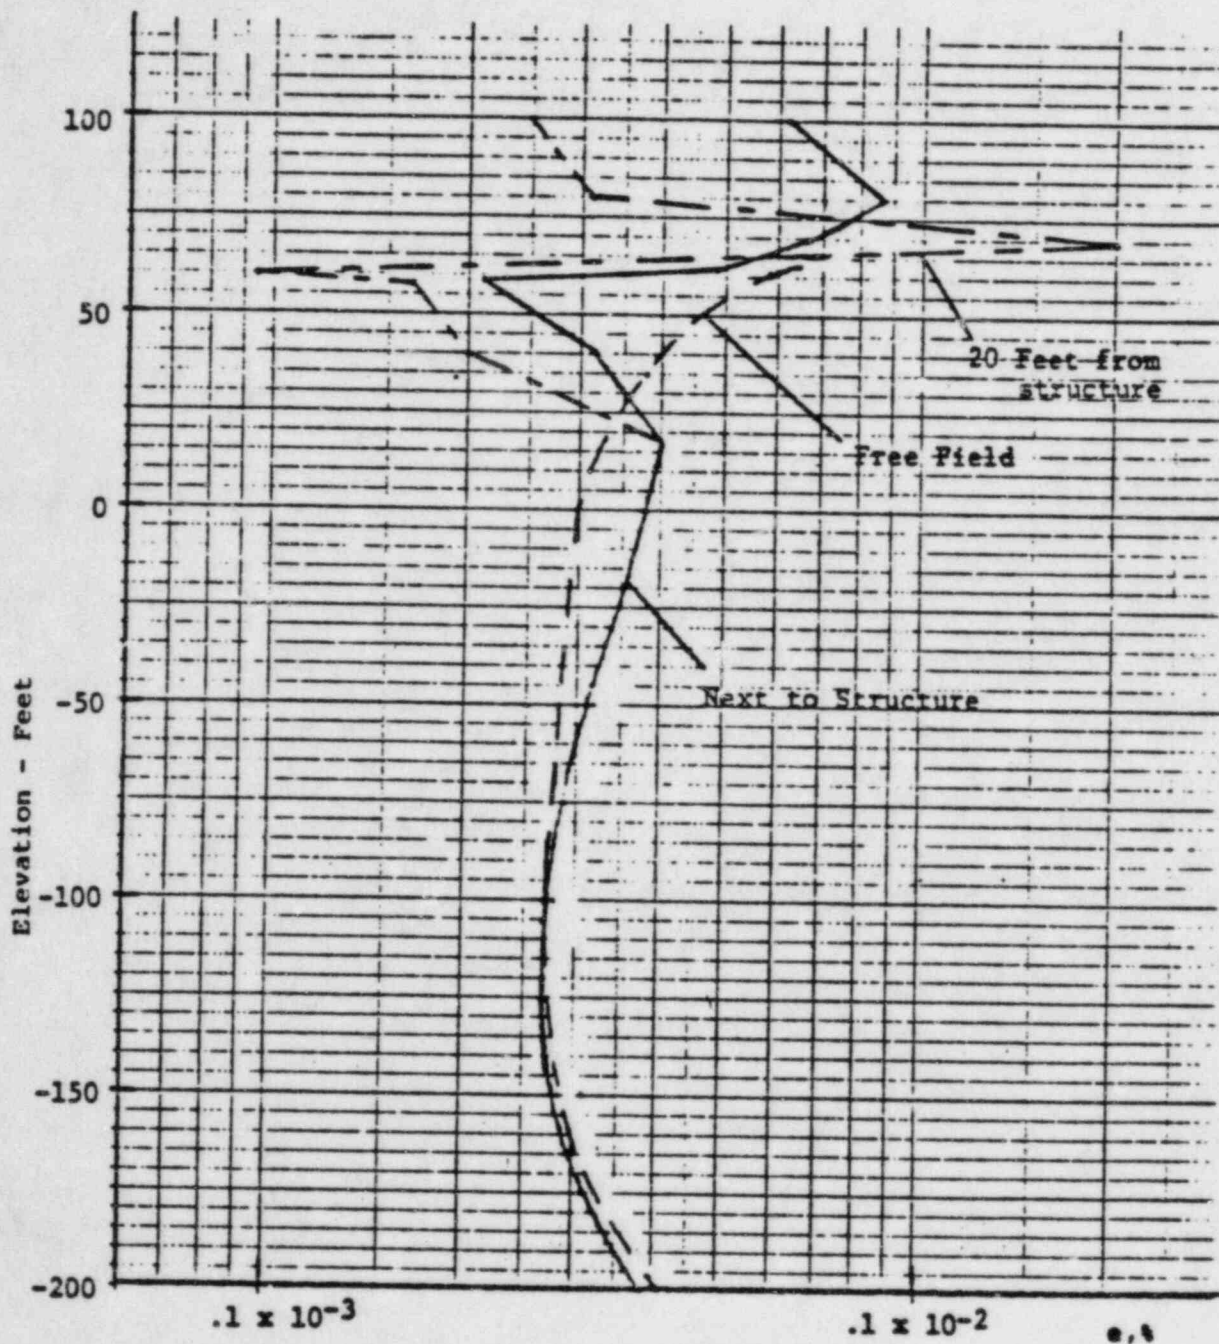 100
50
20 Feet from
structure
Free Field
0
Next to Structure
-50
Elevation - Feet
-100
-150
-200
.1 x 10⁻³
.1 x 10⁻²
e,%